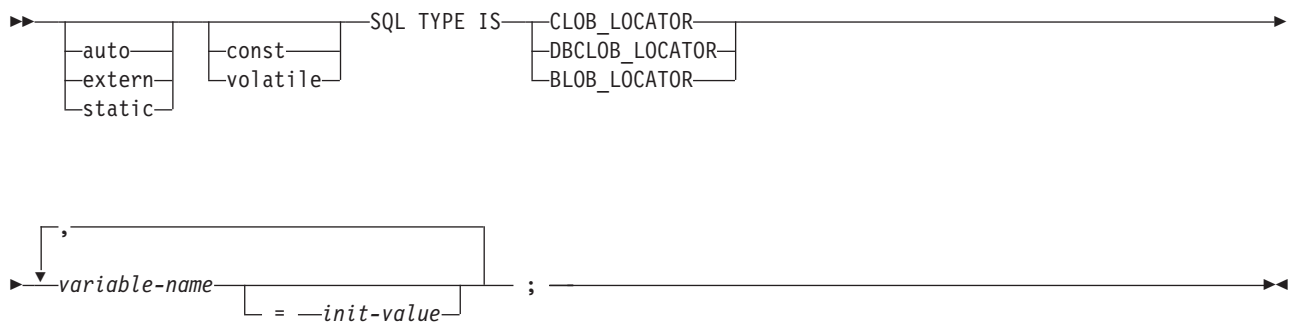 SQL TYPE IS CLOB_LOCATOR
auto const DBCLOB_LOCATOR
extern volatile BLOB_LOCATOR
static
,
variable-name ;
= init-value